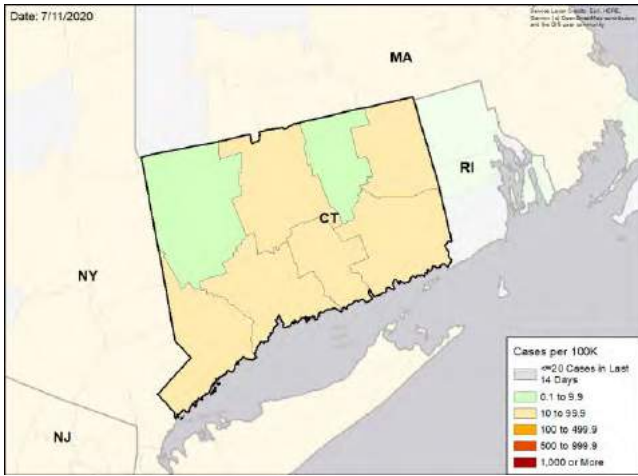 Date: 7/11/2020
MA
RI
CT
NY
NJ
Cases per 100K
<=20 Cases in Last
14 Days
0.1 to 9.9
10 to 99.9
100 to 499.9
500 to 999.9
1,000 or More